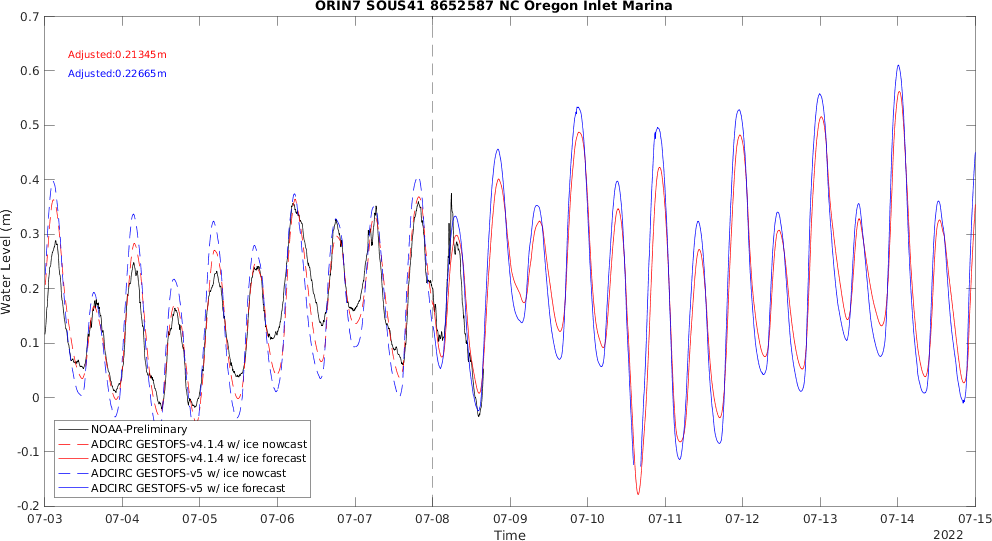 ORIN7 SOUS41 8652587 NC Oregon Inlet Marina
0.7
0.6
0.5
0.4
0.3
0.2
0.1
0
-0.1
-0.2
Water Level (m)
Adjusted:0.21345m
Adjusted:0.22665m
NOAA-Preliminary
ADCIRC GESTOFS-v4.1.4 w/ ice nowcast
ADCIRC GESTOFS-v4.1.4 w/ ice forecast
ADCIRC GESTOFS-v5 w/ ice nowcast
ADCIRC GESTOFS-v5 w/ ice forecast
07-03 07-04 07-05 07-06 07-07 07-08 07-09 07-10 07-11 07-12 07-13 07-14 07-15
Time
2022